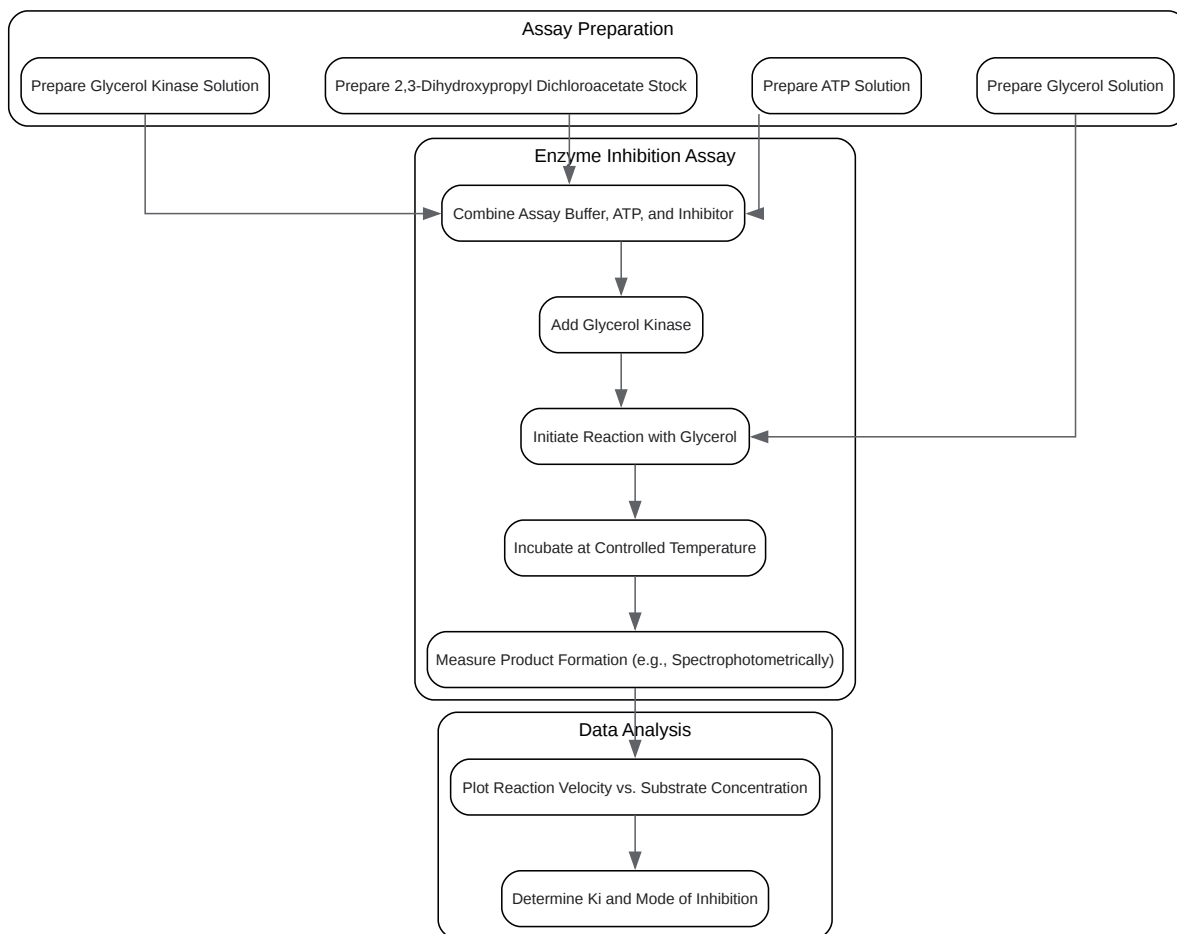 Assay Preparation
Prepare Glycerol Kinase Solution
Prepare 2,3-Dihydroxypropyl Dichloroacetate Stock
Prepare ATP Solution
Prepare Glycerol Solution
Enzyme Inhibition Assay
Combine Assay Buffer, ATP, and Inhibitor
Add Glycerol Kinase
Initiate Reaction with Glycerol
Incubate at Controlled Temperature
Measure Product Formation (e.g., Spectrophotometrically)
Data Analysis
Plot Reaction Velocity vs. Substrate Concentration
Determine Ki and Mode of Inhibition